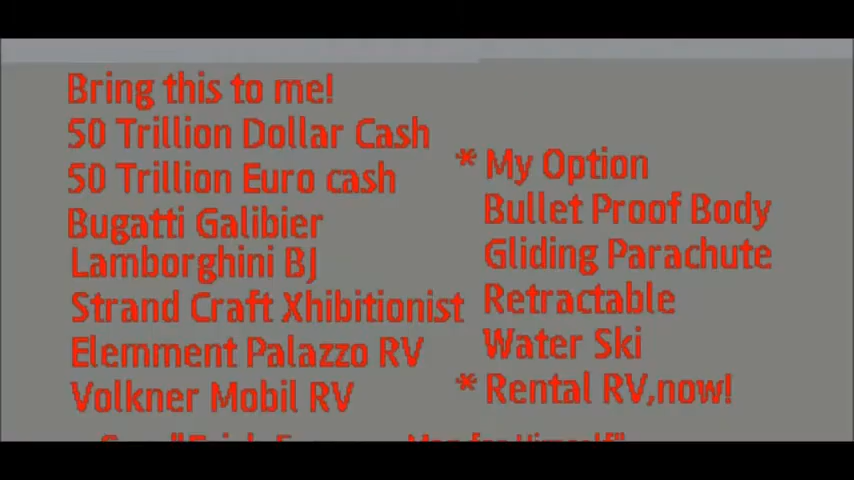 Bring this to me!
50 Trillion Dollar Cash
50 Trillion Euro cash
Bugatti Galibier
Lamborghini BJ
Strand Craft Xhibitionist
Elemment Palazzo RV
Volkner Mobil RV
* My Option
Bullet Proof Body
Gliding Parachute
Retractable
Water Ski
* Rental RV,now!